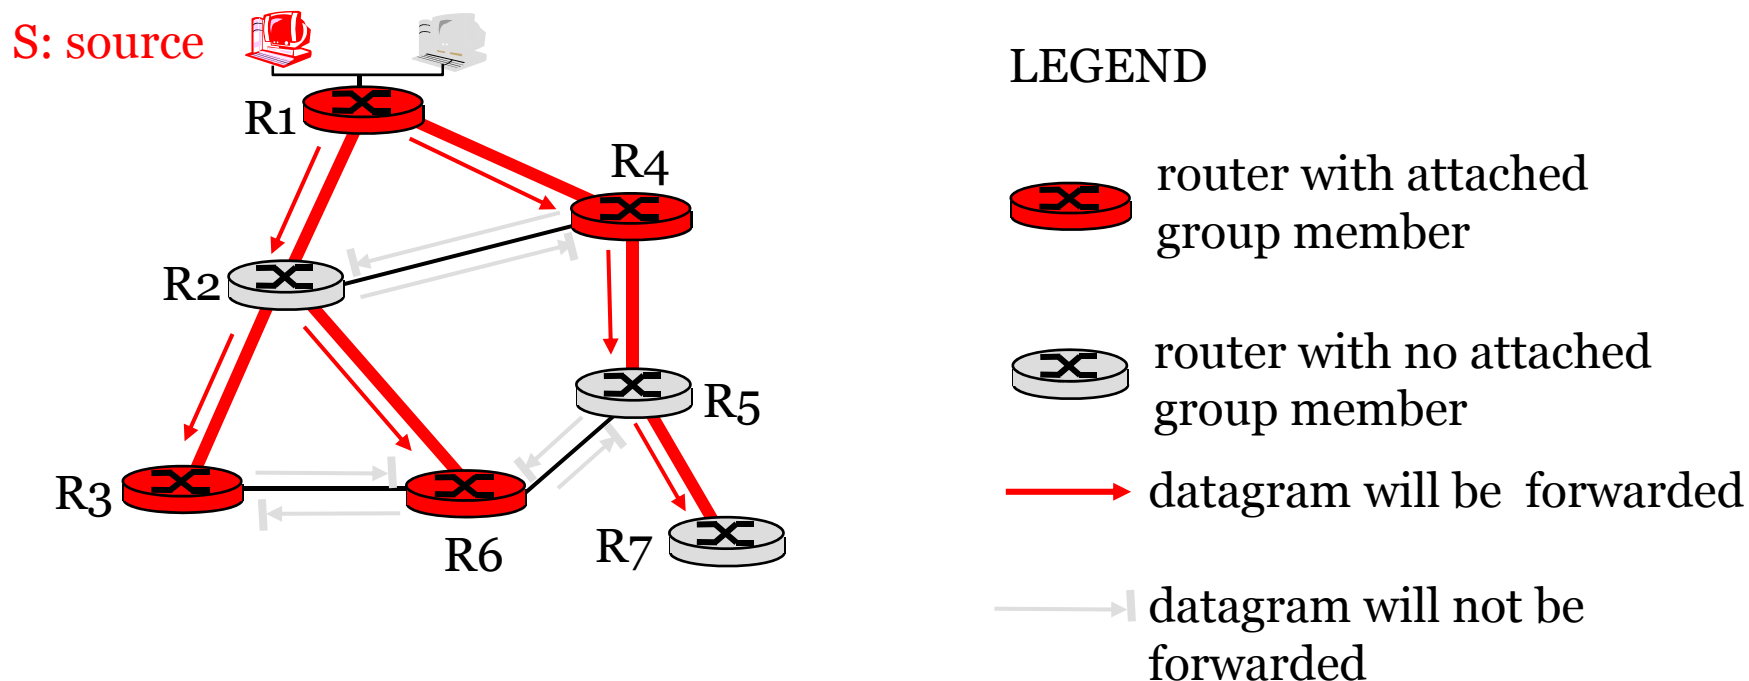 S: source
R1
R4
R2
R5
R3
R6
R7
LEGEND
router with attached
group member
router with no attached
group member
datagram will be forwarded
datagram will not be
forwarded